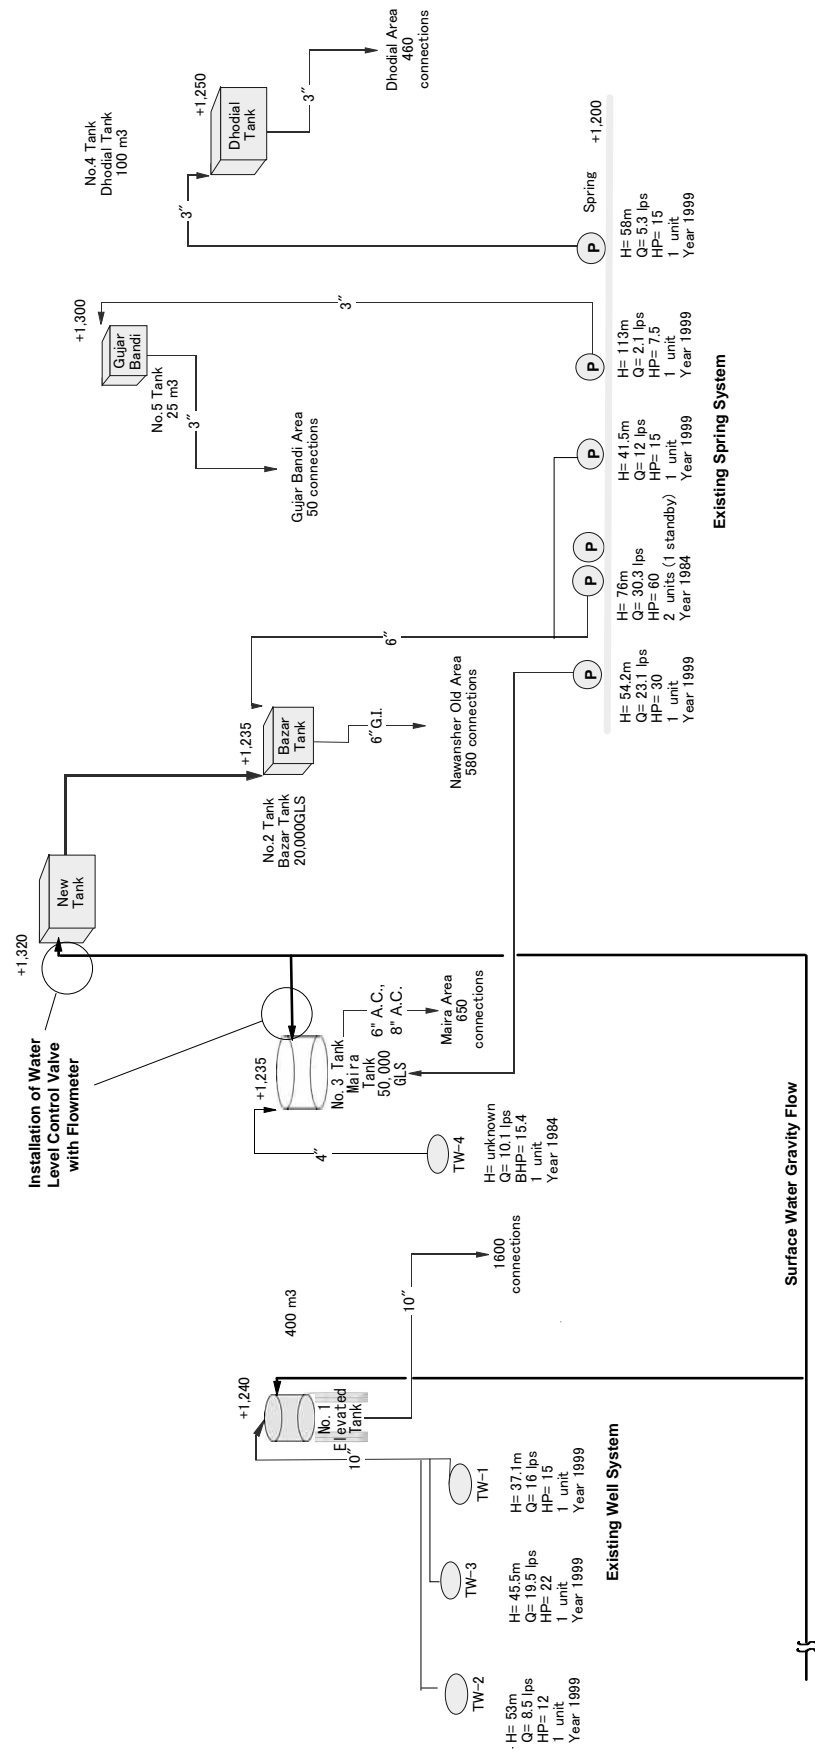 Installation of Water
Level Control Valve
with Flowmeter
+1,320
New
Tank
+1,300
Gujar
Bandi
No.5 Tank
25 m3
3″
Gujar Bandi Area
50 connections
3″
No.4 Tank
Dhodial Tank
100 m3
+1,250
Dhodial
Tank
3″
3″
Dhodial Area
460
connections
+1,240
No. 1
Elevated
Tank
400 m3
10″
10″
1600
connections
+1,235
No. 3 Tank
Maira
Tank
50,000
GLS
4″
6" A.C.,
8" A.C.
Maira Area
650
connections
No.2 Tank
Bazar Tank
20,000GLS
+1,235
Bazar
Tank
6″G.I.
Nawansher Old Area
580 connections
6″
TW-2
H= 53m
Q= 8.5 lps
HP= 12
1 unit
Year 1999
TW-3
H= 45.5m
Q= 19.5 lps
HP= 22
1 unit
Year 1999
TW-1
H= 37.1m
Q= 16 lps
HP= 15
1 unit
Year 1999
Existing Well System
TW-4
H= unknown
Q= 10.1 lps
BHP= 15.4
1 unit
Year 1984
P
H= 54.2m
Q= 23.1 lps
HP= 30
1 unit
Year 1999
P
P
H= 76m
Q= 30.3 lps
HP= 60
2 units (1 standby)
Year 1984
P
H= 41.5m
Q= 12 lps
HP= 15
1 unit
Year 1999
P
H= 113m
Q= 2.1 lps
HP= 7.5
1 unit
Year 1999
P
Spring
+1,200
H= 58m
Q= 5.3 lps
HP= 15
1 unit
Year 1999
Existing Spring System
Surface Water Gravity Flow